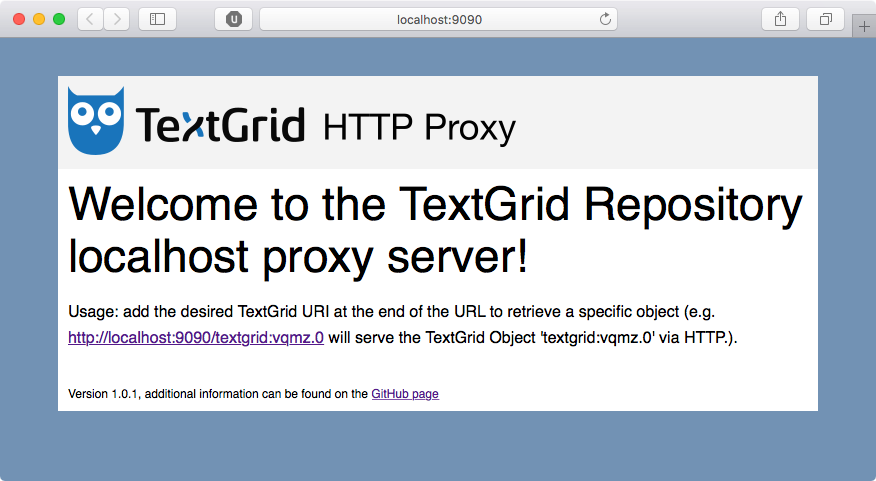 U
localhost:9090
TextGrid HTTP Proxy
Welcome to the TextGrid Repository
localhost proxy server!
Usage: add the desired TextGrid URI at the end of the URL to retrieve a specific object (e.g.
http://localhost:9090/textgrid:vqmz.0 will serve the TextGrid Object 'textgrid:vqmz.0' via HTTP.).
Version 1.0.1, additional information can be found on the GitHub page